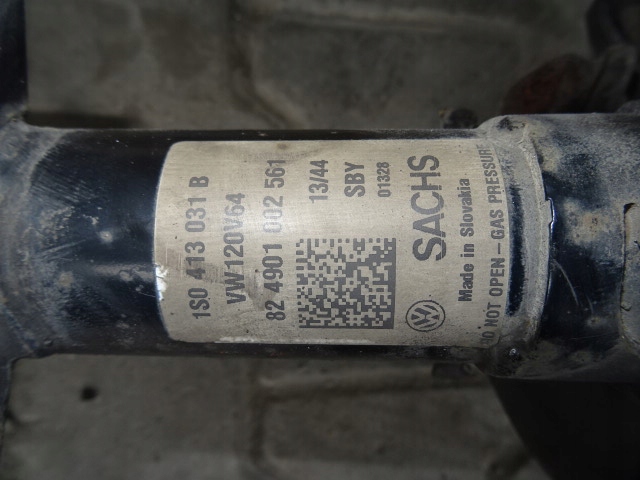 1S0 413 031 B
VW120V64
82 4901 002 561
13/44
SBY
01328
SACHS
Made in Slovakia
DO NOT OPEN - GAS PRESSUR